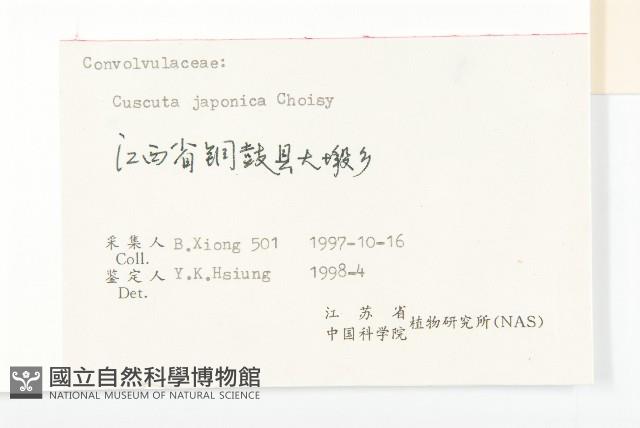 Convolvulaceae:
Cuscuta japonica Choisy
江西省铜鼓县大塅乡
采集人 B.Xiong 501 1997-10-16
Coll.
鉴定人 Y.K.Hsiung 1998-4
Det.
江苏省
中国科学院 植物研究所(NAS)
國立自然科學博物館
NATIONAL MUSEUM OF NATURAL SCIENCE